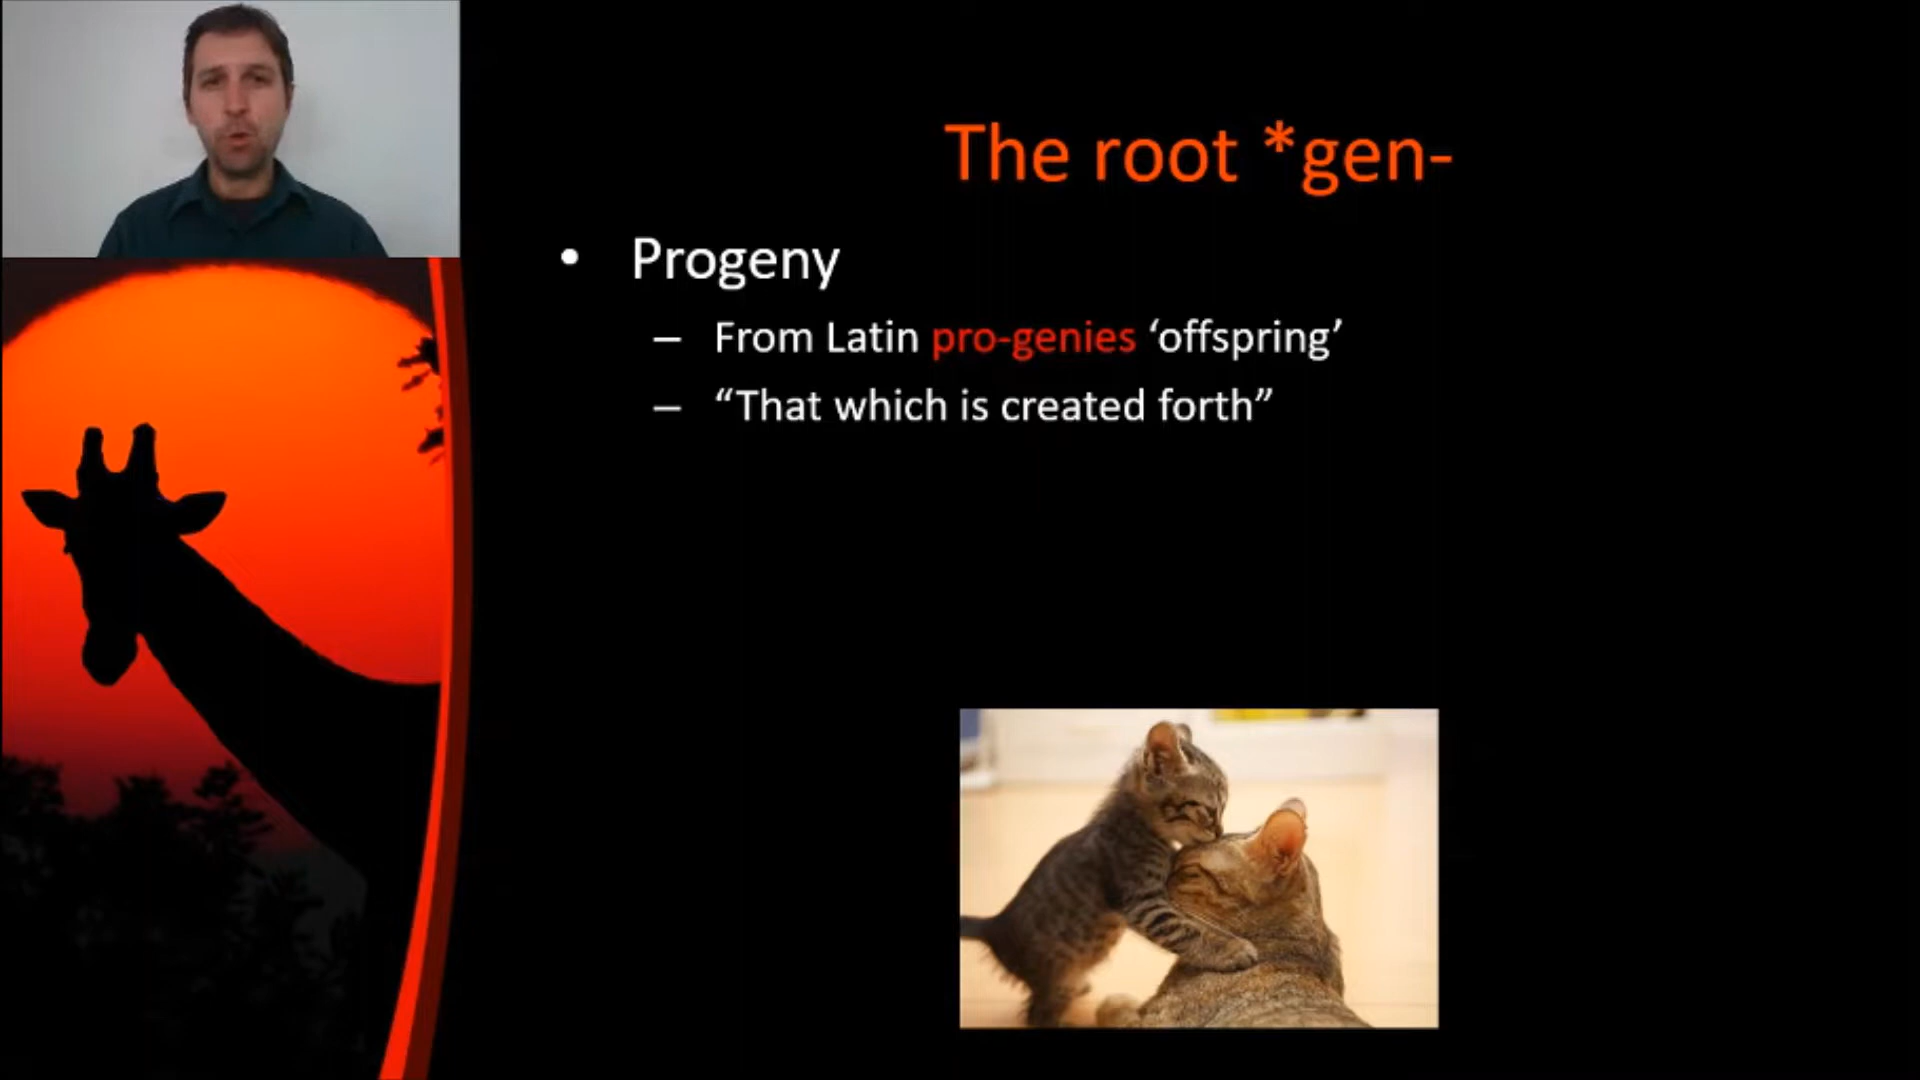 The root *gen-
• Progeny
– From Latin pro-genies ‘offspring’
– “That which is created forth”